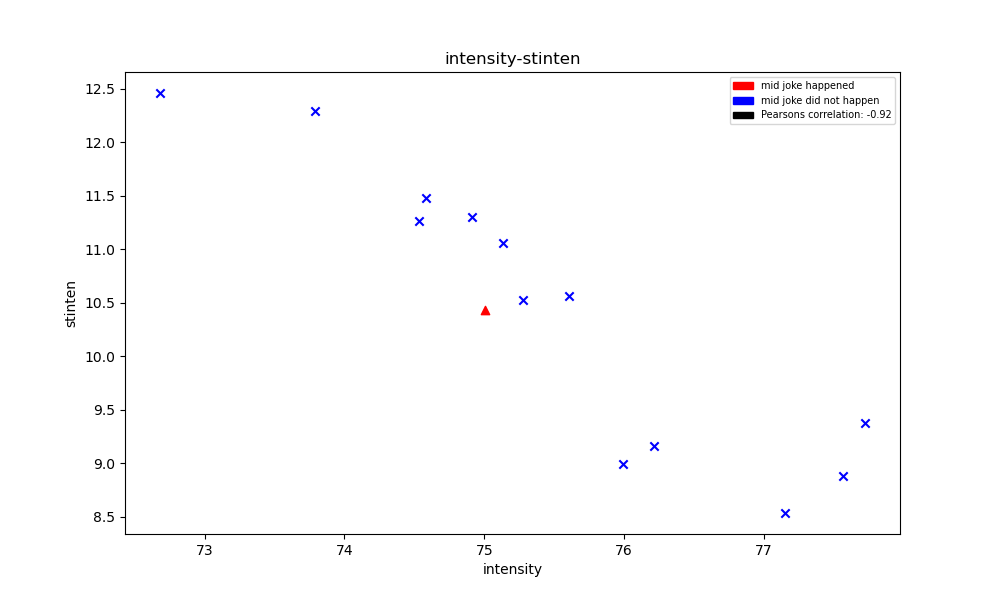 intensity-stinten
mid joke happened
mid joke did not happen
Pearsons correlation: -0.92
12.5
12.0
11.5
11.0
10.5
10.0
9.5
9.0
8.5
stinten
73 74 75 76 77
intensity